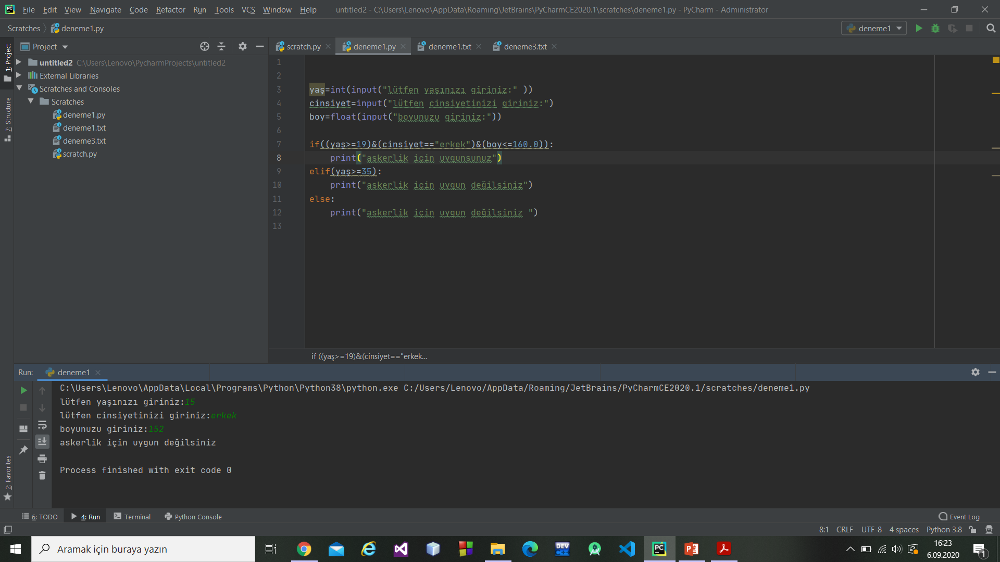 File Edit View Navigate Code Refactor Run Tools VCS Window Help untitled2 - C:\Users\Lenovo\AppData\Roaming\JetBrains\PyCharmCE2020.1\scratches\deneme1.py - PyCharm - Administrator
Scratches deneme1.py deneme1
Project scratch.py deneme1.py deneme1.txt deneme3.txt
1: Project
7: Structure
2: Favorites
untitled2 C:\Users\Lenovo\PycharmProjects\untitled2
External Libraries
Scratches and Consoles
Scratches
deneme1.py
deneme1.txt
deneme3.txt
scratch.py
1
2
3 yaş=int(input("lütfen yaşınızı giriniz:" ))
4 cinsiyet=input("lütfen cinsiyetinizi giriniz:")
5 boy=float(input("boyunuzu giriniz:"))
6
7 if((yaş>=19)&(cinsiyet=="erkek")&(boy<=160.0)):
8 print("askerlik için uygunsunuz")
9 elif(yaş>=35):
10 print("askerlik için uygun değilsiniz")
11 else:
12 print("askerlik için uygun değilsiniz ")
13
if ((yaş>=19)&(cinsiyet=="erkek...
Run: deneme1
C:\Users\Lenovo\AppData\Local\Programs\Python\Python38\python.exe C:/Users/Lenovo/AppData/Roaming/JetBrains/PyCharmCE2020.1/scratches/deneme1.py
lütfen yaşınızı giriniz:15
lütfen cinsiyetinizi giriniz:erkek
boyunuzu giriniz:152
askerlik için uygun değilsiniz
Process finished with exit code 0
6: TODO 4: Run Terminal Python Console Event Log
8:1 CRLF UTF-8 4 spaces Python 3.8
Aramak için buraya yazın
DEV C++
PC
16:23
6.09.2020
1